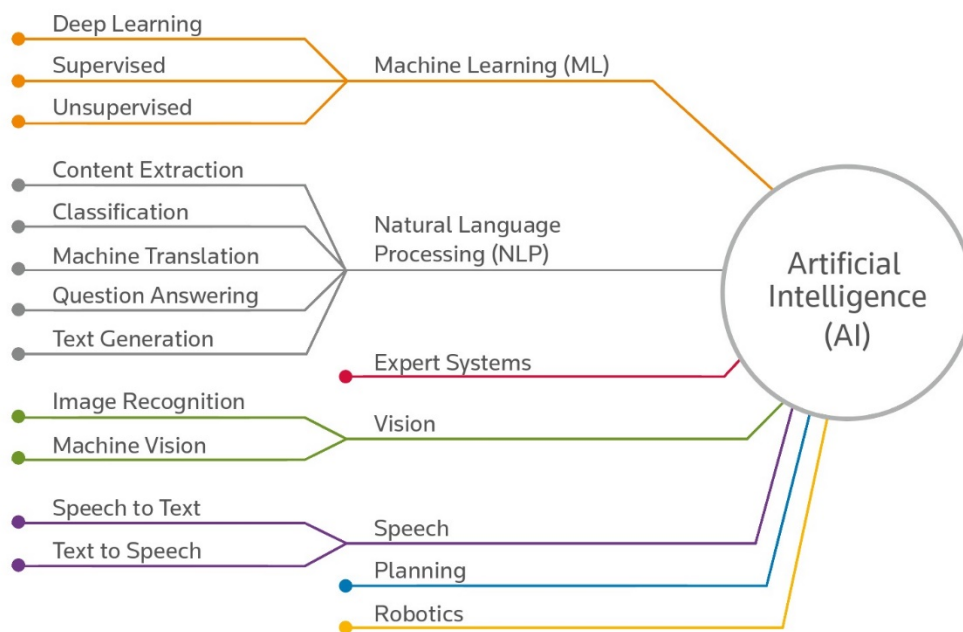 Deep Learning
Supervised
Unsupervised
Machine Learning (ML)
Content Extraction
Classification
Machine Translation
Question Answering
Text Generation
Natural Language
Processing (NLP)
Expert Systems
Image Recognition
Machine Vision
Vision
Speech to Text
Text to Speech
Speech
Planning
Robotics
Artificial
Intelligence
(AI)